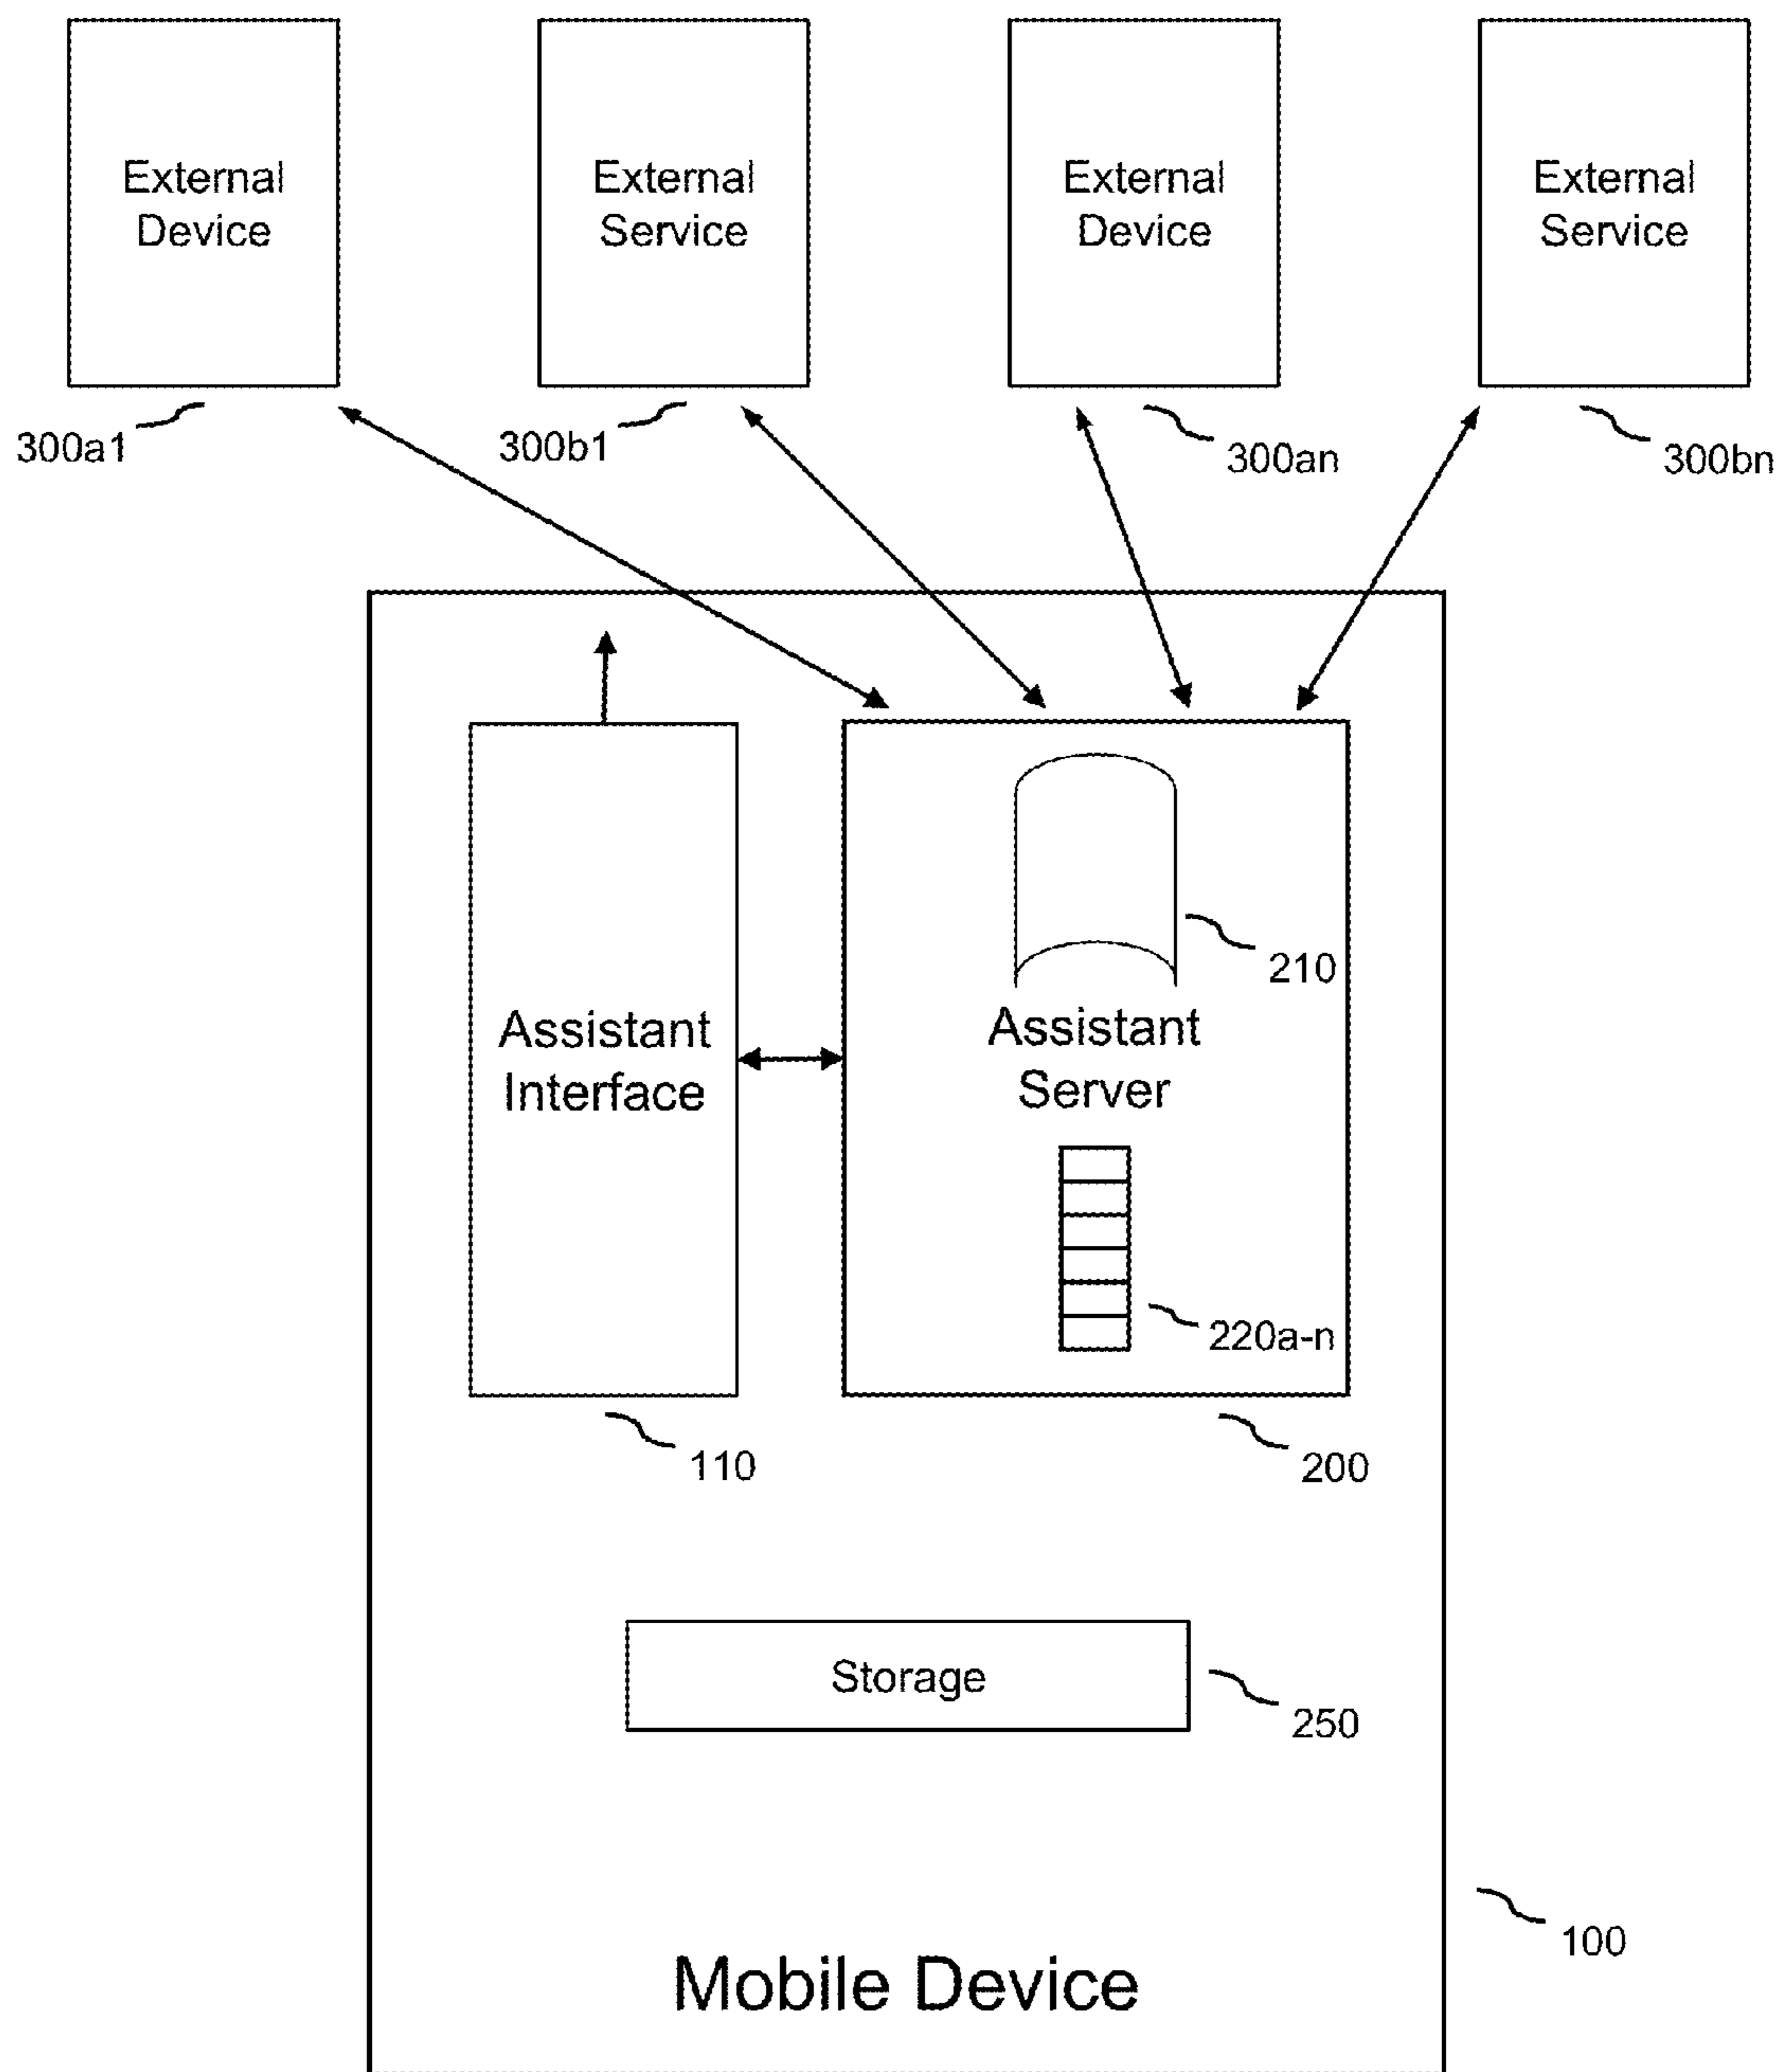 External
Device
External
Service
External
Device
External
Service
300a1
300b1
300an
300bn
210
Assistant
Interface
Assistant
Server
220a-n
110
200
Storage
250
100
Mobile Device